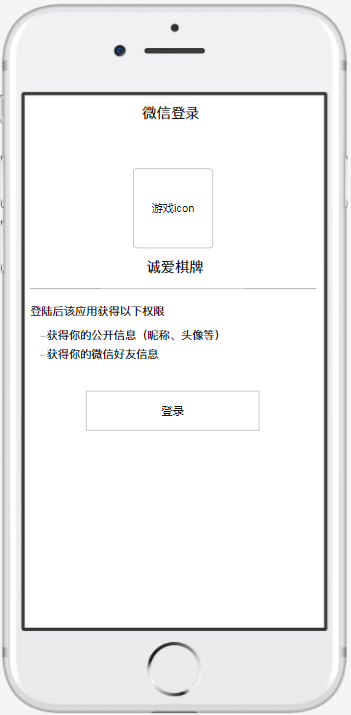 微信登录
游戏icon
诚爱棋牌
登陆后该应用获得以下权限
--获得你的公开信息（昵称、头像等）
--获得你的微信好友信息
登录